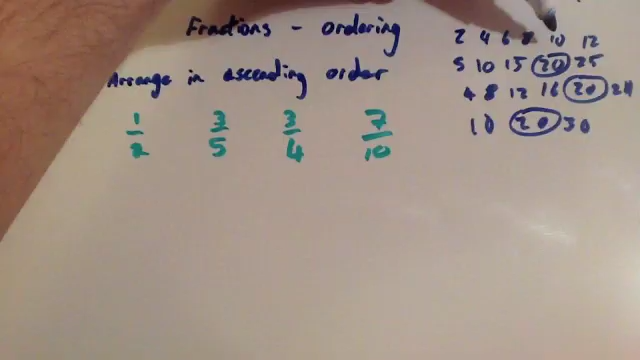 Fractions - ordering
Arrange in ascending order
1/2 3/5 3/4 7/10
2 4 6 8 10 12
5 10 15 20 25
4 8 12 16 20 24
10 20 30